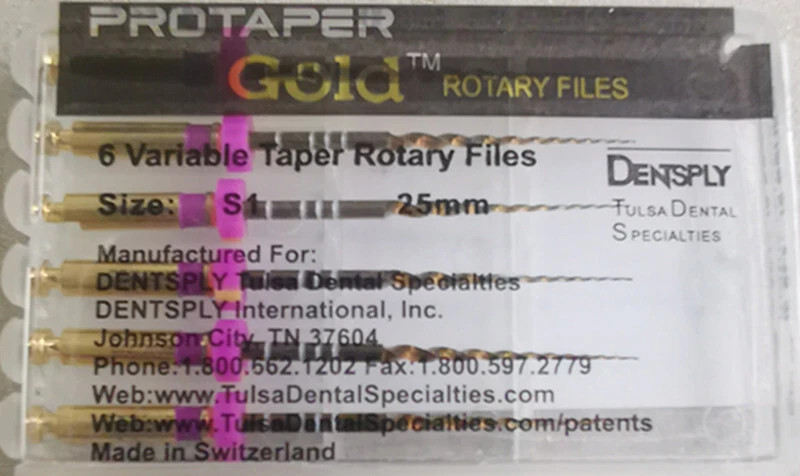 PROTAPER
Gold™ ROTARY FILES
6 Variable Taper Rotary Files
Size: S1 25mm
DENTSPLY
TULSA DENTAL
SPECIALTIES
Manufactured For:
DENTSPLY Tulsa Dental Specialties
DENTSPLY International, Inc.
Johnson City, TN 37604
Phone:1.800.662.1202 Fax:1.800.597.2779
Web:www.TulsaDentalSpecialties.com
Web:www.TulsaDentalSpecialties.com/patents
Made in Switzerland